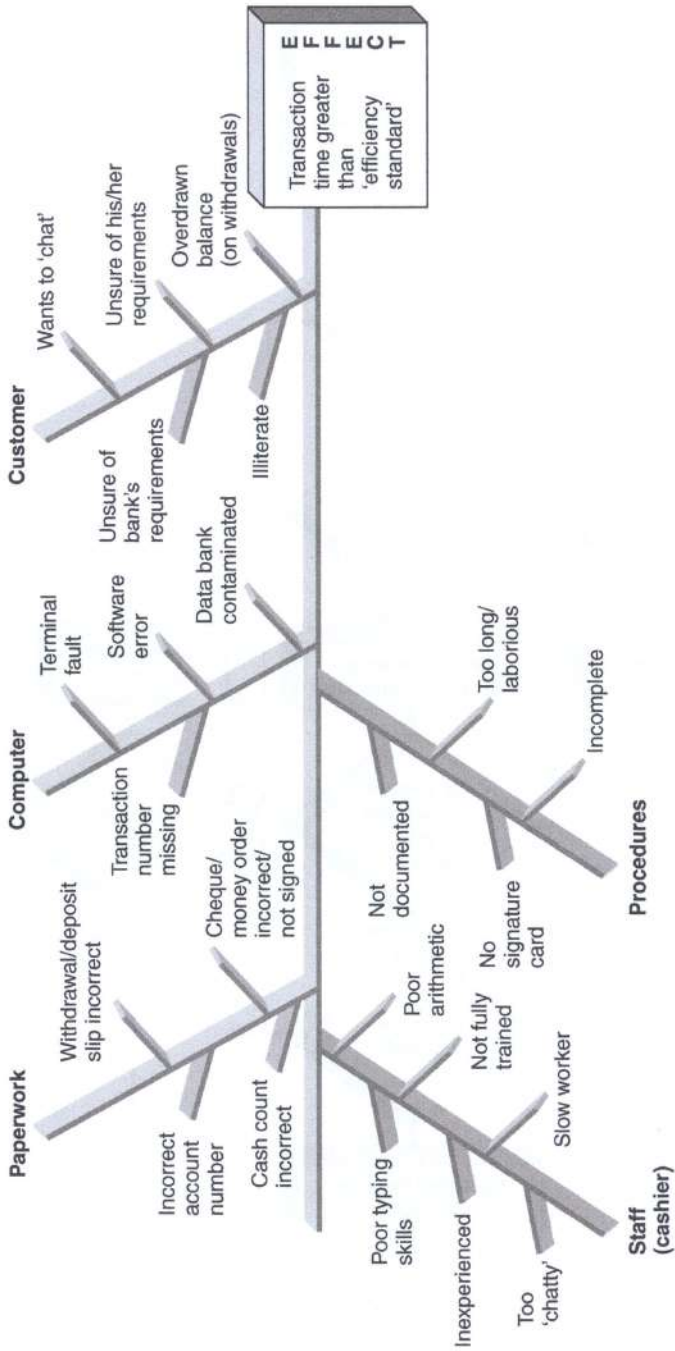 Paperwork
Withdrawal/deposit
slip incorrect
Incorrect
account
number
Cheque/
money order
incorrect/
not signed
Cash count
incorrect
Computer
Terminal
fault
Software
error
Transaction
number
missing
Data bank
contaminated
Customer
Wants to ‘chat’
Unsure of his/her
requirements
Unsure of
bank’s
requirements
Overdrawn
balance
(on withdrawals)
Illiterate
Transaction
time greater
than
‘efficiency
standard’
EFFECT
Poor
arithmetic
Poor typing
skills
Not fully
trained
Inexperienced
Slow worker
Too
‘chatty’
Staff
(cashier)
Not
documented
Too long/
laborious
No
signature
card
Incomplete
Procedures